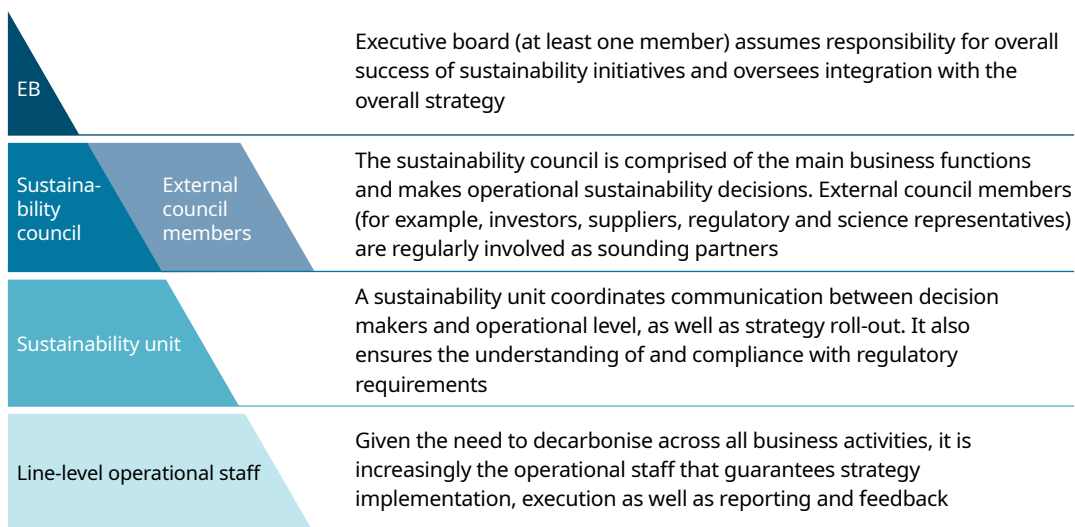 EB
Executive board (at least one member) assumes responsibility for overall
success of sustainability initiatives and oversees integration with the
overall strategy
Sustaina-
bility
council
External
council
members
The sustainability council is comprised of the main business functions
and makes operational sustainability decisions. External council members
(for example, investors, suppliers, regulatory and science representatives)
are regularly involved as sounding partners
Sustainability unit
A sustainability unit coordinates communication between decision
makers and operational level, as well as strategy roll-out. It also
ensures the understanding of and compliance with regulatory
requirements
Line-level operational staff
Given the need to decarbonise across all business activities, it is
increasingly the operational staff that guarantees strategy
implementation, execution as well as reporting and feedback